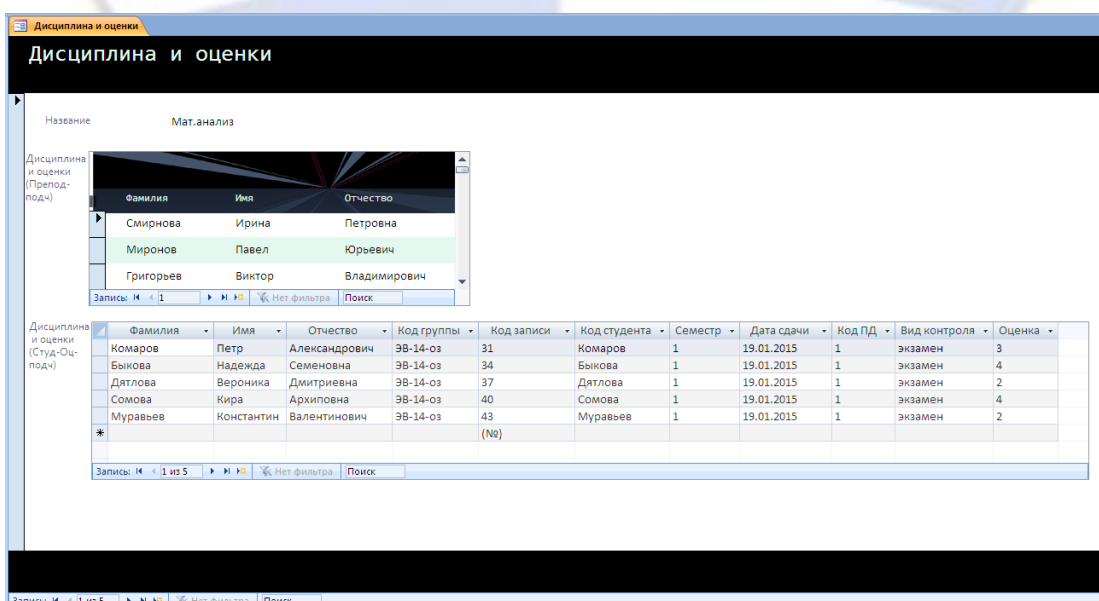 Дисциплина и оценки
Дисциплина и оценки
Название Мат.анализ
Дисциплина и оценки (Препод-подч)
Фамилия Имя Отчество
Смирнова Ирина Петровна
Миронов Павел Юрьевич
Григорьев Виктор Владимирович
Запись: 1 Нет фильтра Поиск
Дисциплина и оценки (Студ-Оц-подч)
Фамилия Имя Отчество Код группы Код записи Код студента Семестр Дата сдачи Код ПД Вид контроля Оценка
Комаров Петр Александрович ЭВ-14-оз 31 Комаров 1 19.01.2015 1 экзамен 3
Быкова Надежда Семеновна ЭВ-14-оз 34 Быкова 1 19.01.2015 1 экзамен 4
Дятлова Вероника Дмитриевна ЭВ-14-оз 37 Дятлова 1 19.01.2015 1 экзамен 2
Сомова Кира Архиповна ЭВ-14-оз 40 Сомова 1 19.01.2015 1 экзамен 4
Муравьев Константин Валентинович ЭВ-14-оз 43 Муравьев 1 19.01.2015 1 экзамен 2
(№)
Запись: 1 из 5 Нет фильтра Поиск
Запись: 1 из 5 Нет фильтра Поиск